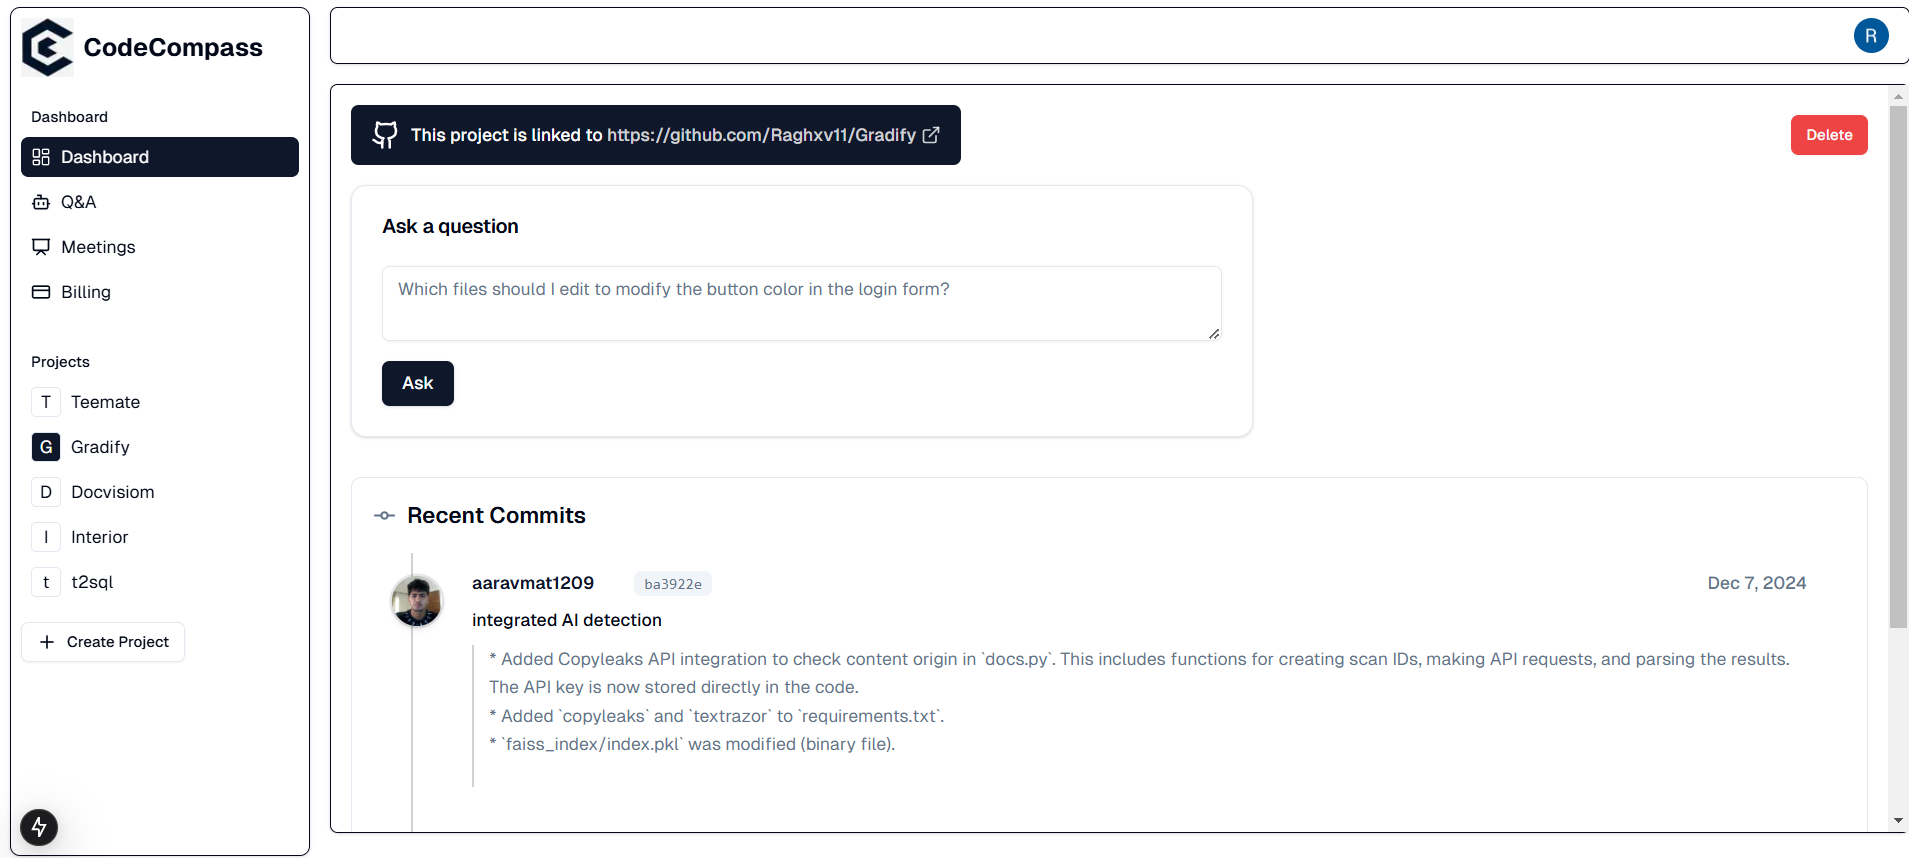 CodeCompass
Dashboard
Dashboard
Q&A
Meetings
Billing
Projects
T Teemate
G Gradify
D Docvisiom
I Interior
t t2sql
Create Project
R
This project is linked to https://github.com/Raghxv11/Gradify
Delete
Ask a question
Which files should I edit to modify the button color in the login form?
Ask
Recent Commits
aaravmat1209 ba3922e Dec 7, 2024
integrated AI detection
* Added Copyleaks API integration to check content origin in `docs.py`. This includes functions for creating scan IDs, making API requests, and parsing the results.
The API key is now stored directly in the code.
* Added `copyleaks` and `textrazor` to `requirements.txt`.
* `faiss_index/index.pkl` was modified (binary file).